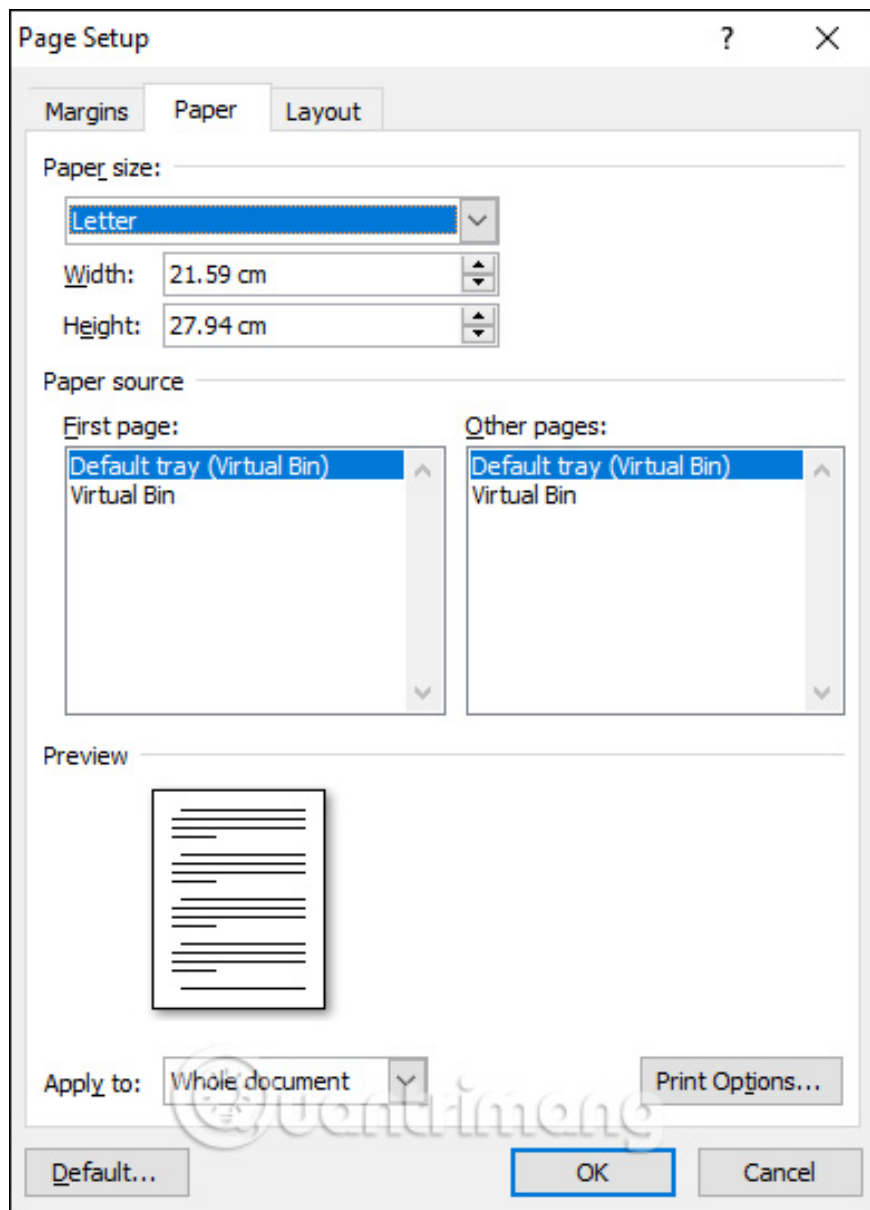 Page Setup ?
Margins Paper Layout
Paper size:
Letter
Width: 21.59 cm
Height: 27.94 cm
Paper source
First page: Other pages:
Default tray (Virtual Bin) Default tray (Virtual Bin)
Virtual Bin Virtual Bin
Preview
Apply to: Whole document Print Options...
Quantrimang
Default... OK Cancel